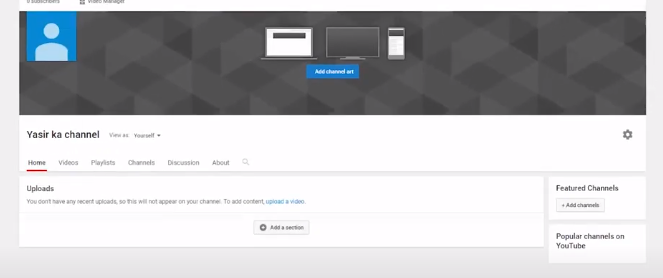 0 subscribers Video Manager
Add channel art
Yasir ka channel View as: Yourself
Home Videos Playlists Channels Discussion About
Uploads
You don't have any recent uploads, so this will not appear on your channel. To add content, upload a video.
Add a section
Featured Channels
+ Add channels
Popular channels on
YouTube